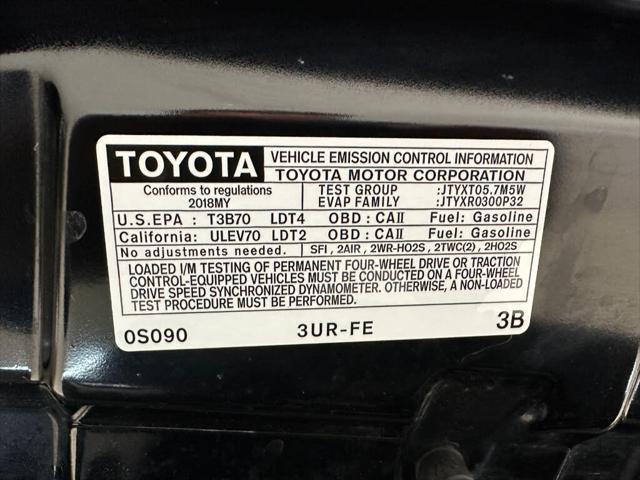 TOYOTA
VEHICLE EMISSION CONTROL INFORMATION
TOYOTA MOTOR CORPORATION
Conforms to regulations
2018MY
TEST GROUP :JTYXT05.7M5W
EVAP FAMILY :JTYXR0300P32
U.S.EPA : T3B70 LDT4 OBD : CAII Fuel: Gasoline
California: ULEV70 LDT2 OBD : CAII Fuel: Gasoline
No adjustments needed. SFI , 2AIR , 2WR-HO2S , 2TWC(2) , 2HO2S
LOADED I/M TESTING OF PERMANENT FOUR-WHEEL DRIVE OR TRACTION
CONTROL-EQUIPPED VEHICLES MUST BE CONDUCTED ON A FOUR-WHEEL
DRIVE SPEED SYNCHRONIZED DYNAMOMETER. OTHERWISE, A NON-LOADED
TEST PROCEDURE MUST BE PERFORMED.
0S090 3UR-FE 3B